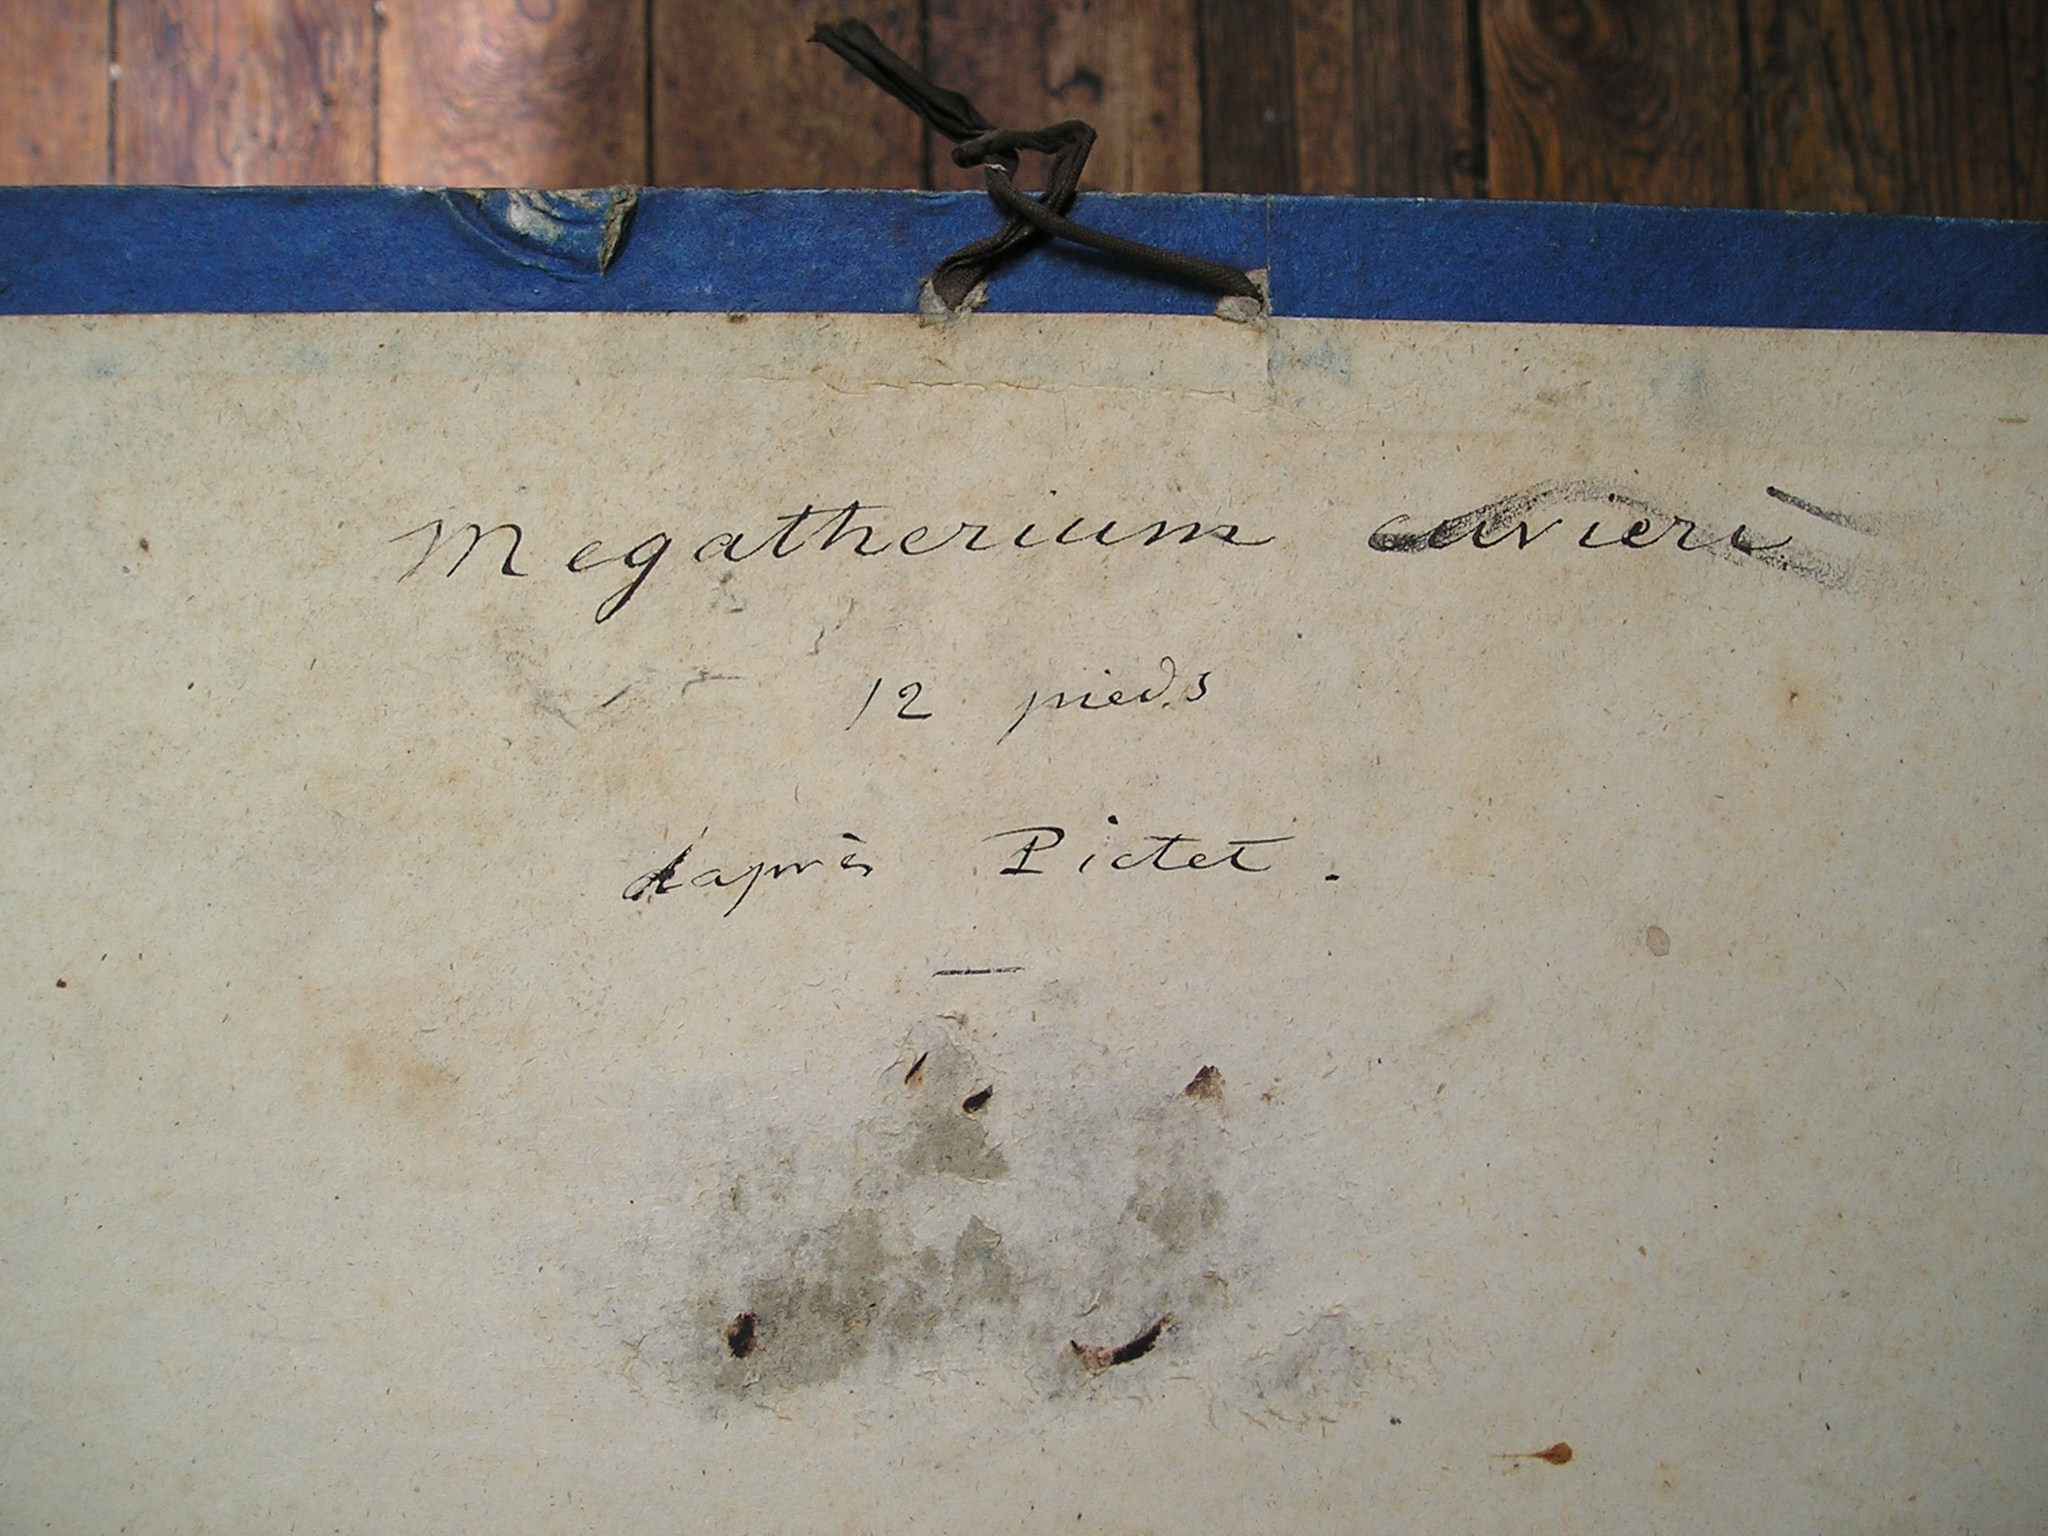 Megatherium cuvieri
12 pieds
d'après Pictet.